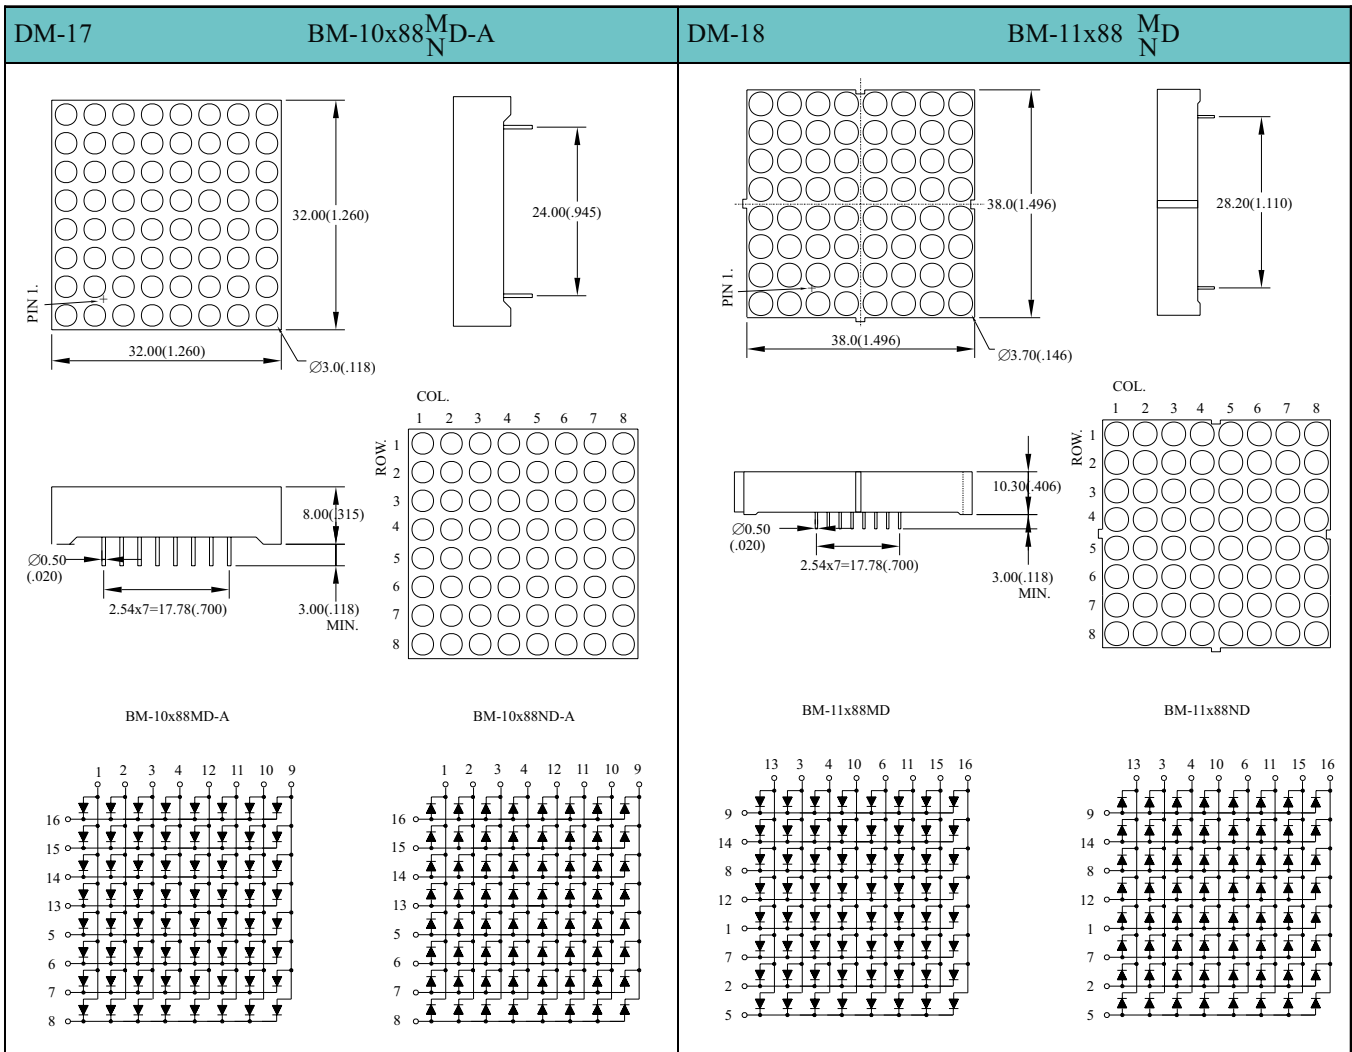 DM-17 BM-10x88 M/N D-A
32.00(1.260)
24.00(.945)
PIN 1.
32.00(1.260)
∅3.0(.118)
COL.
1 2 3 4 5 6 7 8
ROW.
1
2
3
4
5
6
7
8
8.00(.315)
∅0.50
(.020)
2.54x7=17.78(.700)
3.00(.118)
MIN.
BM-10x88MD-A
1 2 3 4 12 11 10 9
16
15
14
13
5
6
7
8
BM-10x88ND-A
1 2 3 4 12 11 10 9
16
15
14
13
5
6
7
8
DM-18 BM-11x88 M/N D
38.0(1.496)
28.20(1.110)
PIN 1.
38.0(1.496)
∅3.70(.146)
COL.
1 2 3 4 5 6 7 8
ROW.
1
2
3
4
5
6
7
8
10.30(.406)
∅0.50
(.020)
2.54x7=17.78(.700)
3.00(.118)
MIN.
BM-11x88MD
13 3 4 10 6 11 15 16
9
14
8
12
1
7
2
5
BM-11x88ND
13 3 4 10 6 11 15 16
9
14
8
12
1
7
2
5